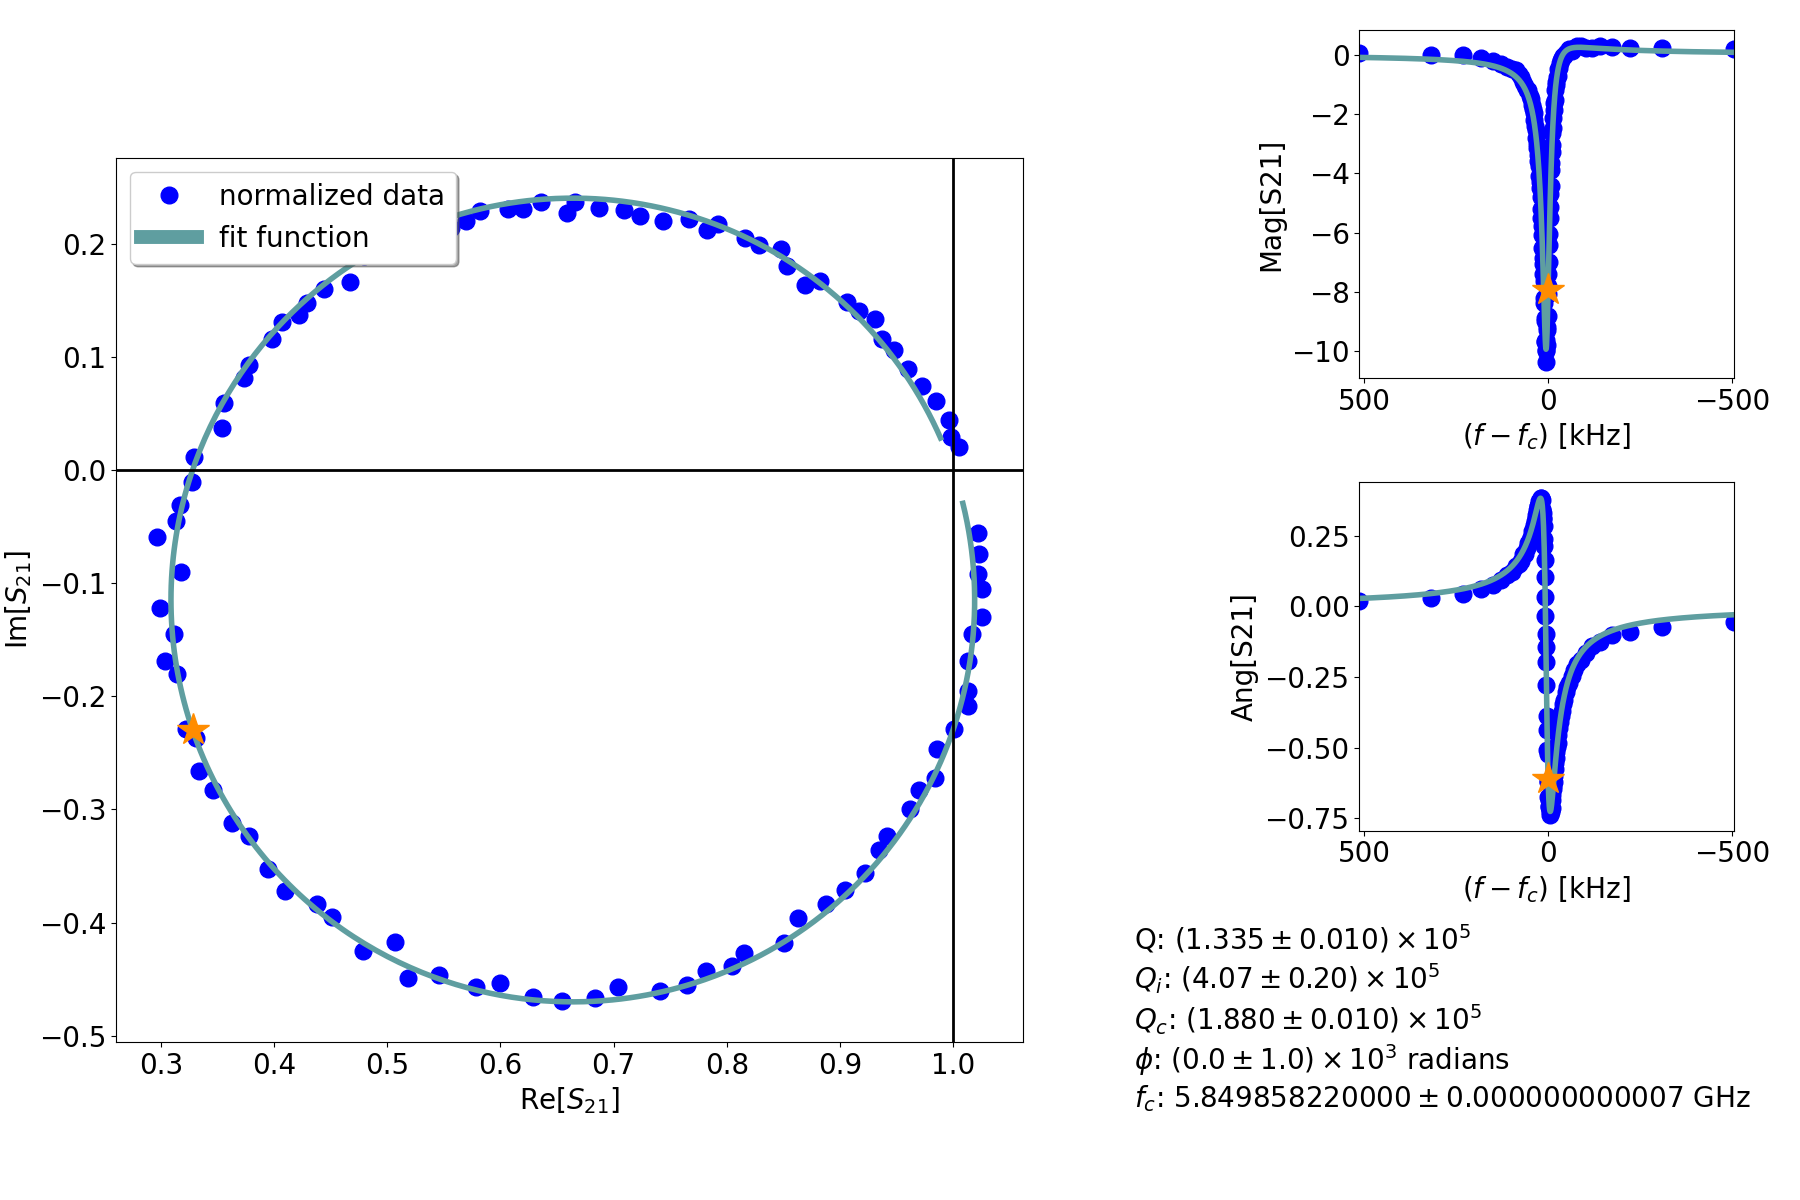 normalized data
fit function
0.2
0.1
0.0
−0.1
−0.2
−0.3
−0.4
−0.5
Im[S21]
0.3 0.4 0.5 0.6 0.7 0.8 0.9 1.0
Re[S21]
0
−2
−4
−6
−8
−10
Mag[S21]
500 0 −500
(f − fc) [kHz]
0.25
0.00
−0.25
−0.50
−0.75
Ang[S21]
500 0 −500
(f − fc) [kHz]
Q: (1.335 ± 0.010) × 10^5
Qi: (4.07 ± 0.20) × 10^5
Qc: (1.880 ± 0.010) × 10^5
ϕ: (0.0 ± 1.0) × 10^3 radians
fc: 5.849858220000 ± 0.000000000007 GHz